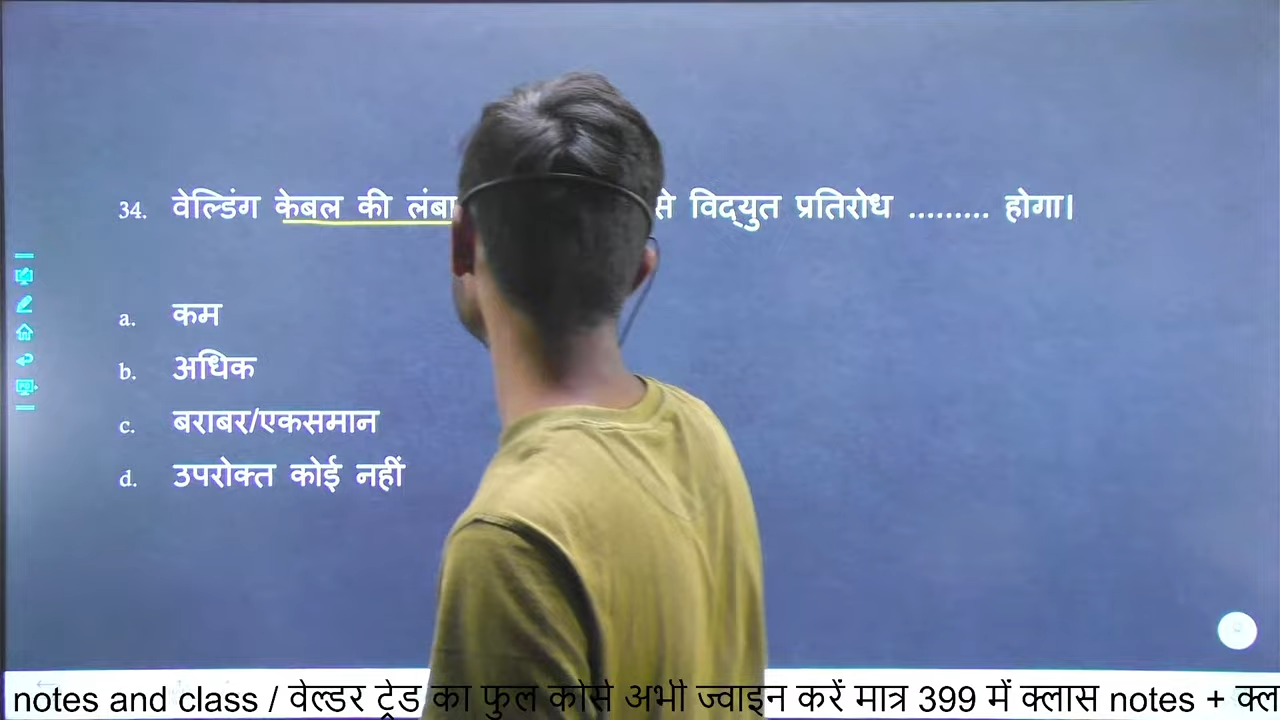 34. वेल्डिंग केबल की लंबा से विद्युत प्रतिरोध ......... होगा।
a. कम
b. अधिक
c. बराबर/एकसमान
d. उपरोक्त कोई नहीं
notes and class / वेल्डर ट्रेड का फुल कोर्स अभी ज्वाइन करें मात्र 399 में क्लास notes + क्ल